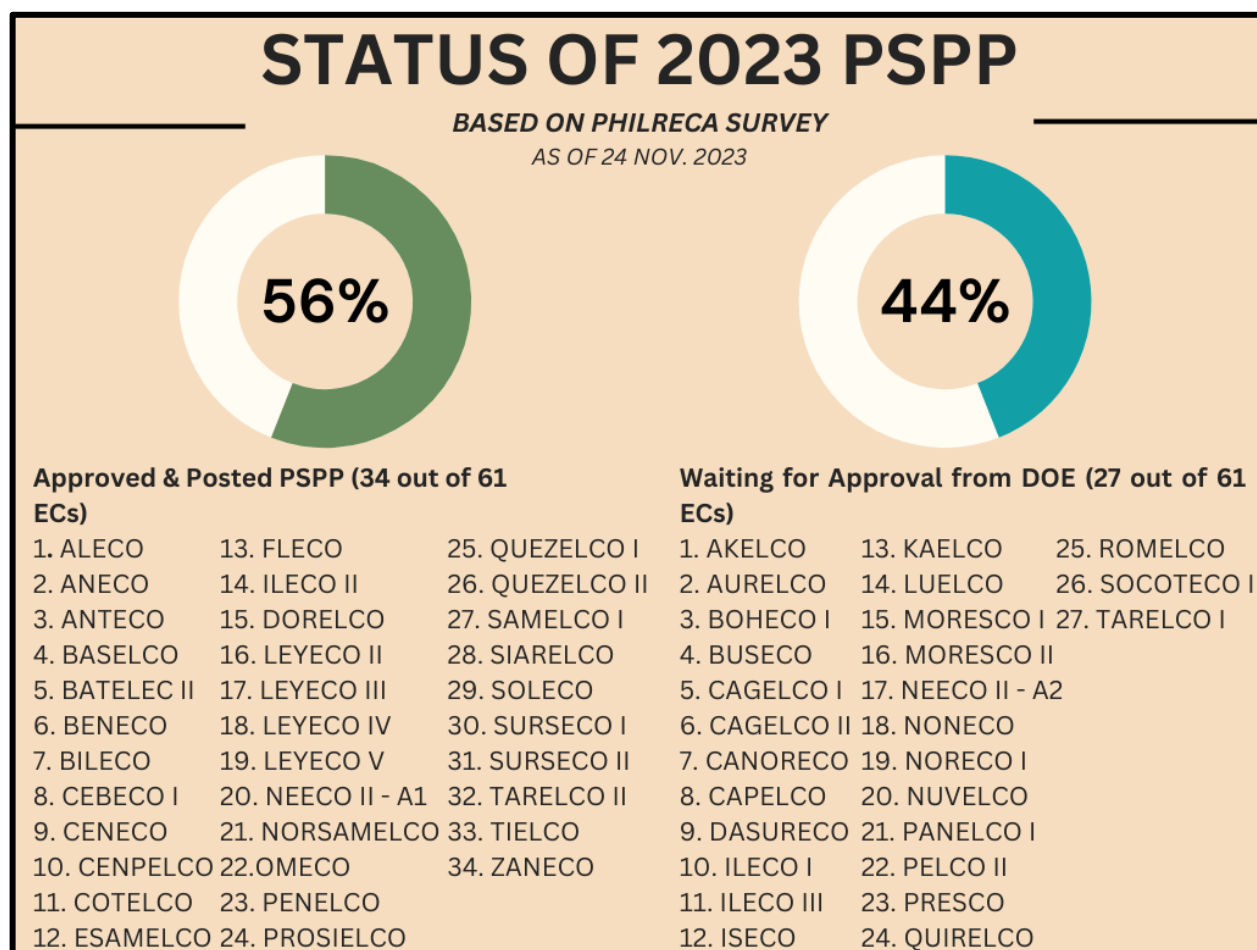 STATUS OF 2023 PSPP
BASED ON PHILRECA SURVEY
AS OF 24 NOV. 2023
56%
44%
Approved & Posted PSPP (34 out of 61
ECs)
1. ALECO
2. ANECO
3. ANTECO
4. BASELCO
5. BATELEC II
6. BENECO
7. BILECO
8. CEBECO I
9. CENECO
10. CENPELCO
11. COTELCO
12. ESAMELCO
13. FLECO
14. ILECO II
15. DORELCO
16. LEYECO II
17. LEYECO III
18. LEYECO IV
19. LEYECO V
20. NEECO II - A1
21. NORSAMELCO
22.OMECO
23. PENELCO
24. PROSIELCO
25. QUEZELCO I
26. QUEZELCO II
27. SAMELCO I
28. SIARELCO
29. SOLECO
30. SURSECO I
31. SURSECO II
32. TARELCO II
33. TIELCO
34. ZANECO
Waiting for Approval from DOE (27 out of 61
ECs)
1. AKELCO
2. AURELCO
3. BOHECO I
4. BUSECO
5. CAGELCO I
6. CAGELCO II
7. CANORECO
8. CAPELCO
9. DASURECO
10. ILECO I
11. ILECO III
12. ISECO
13. KAELCO
14. LUELCO
15. MORESCO I
16. MORESCO II
17. NEECO II - A2
18. NONECO
19. NORECO I
20. NUVELCO
21. PANELCO I
22. PELCO II
23. PRESCO
24. QUIRELCO
25. ROMELCO
26. SOCOTECO I
27. TARELCO I